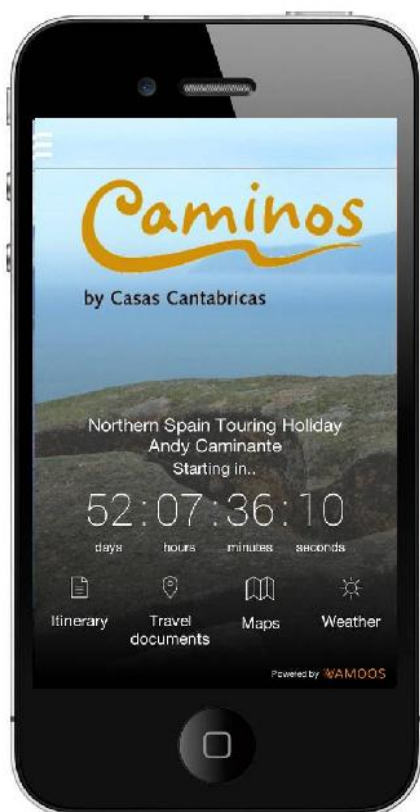 Caminos
by Casas Cantabricas
Northern Spain Touring Holiday
Andy Caminante
Starting in..
52:07:36:10
days hours minutes seconds
Itinerary Travel documents Maps Weather
Powered by VAMOOS